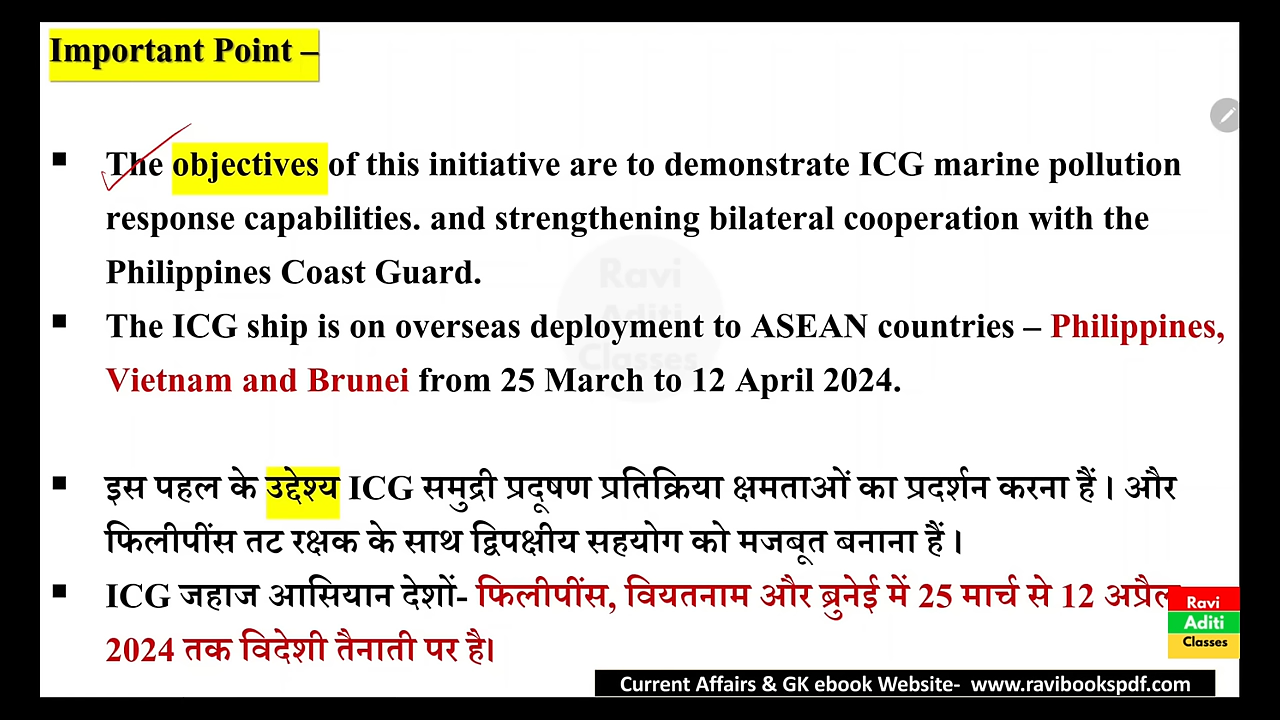 Important Point –
▪ The objectives of this initiative are to demonstrate ICG marine pollution
response capabilities. and strengthening bilateral cooperation with the
Philippines Coast Guard.
▪ The ICG ship is on overseas deployment to ASEAN countries – Philippines,
Vietnam and Brunei from 25 March to 12 April 2024.
▪ इस पहल के उद्देश्य ICG समुद्री प्रदूषण प्रतिक्रिया क्षमताओं का प्रदर्शन करना हैं। और
फिलीपींस तट रक्षक के साथ द्विपक्षीय सहयोग को मजबूत बनाना हैं।
▪ ICG जहाज आसियान देशों- फिलीपींस, वियतनाम और ब्रुनेई में 25 मार्च से 12 अप्रैल
2024 तक विदेशी तैनाती पर है।
Ravi
Aditi
Classes
Ravi
Aditi
Classes
Current Affairs & GK ebook Website- www.ravibookspdf.com